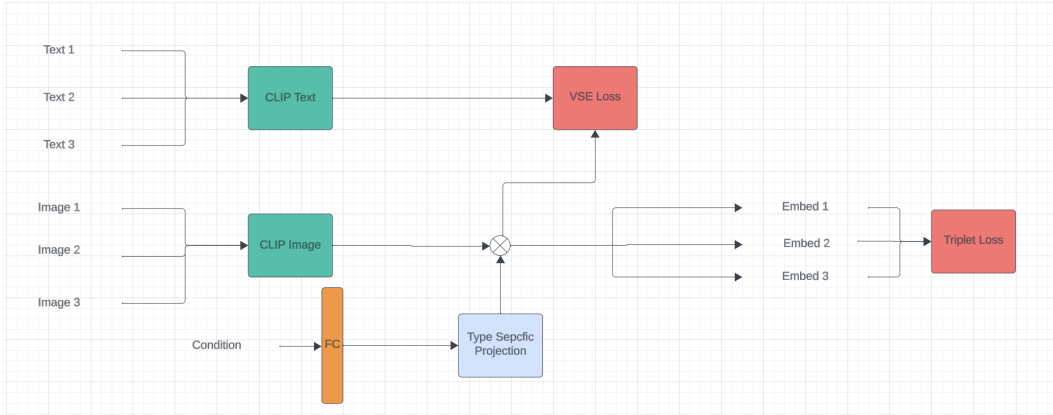 Text 1
Text 2
Text 3
CLIP Text
VSE Loss
Image 1
Image 2
Image 3
CLIP Image
Embed 1
Embed 2
Embed 3
Triplet Loss
Condition
FC
Type Sepcfic
Projection